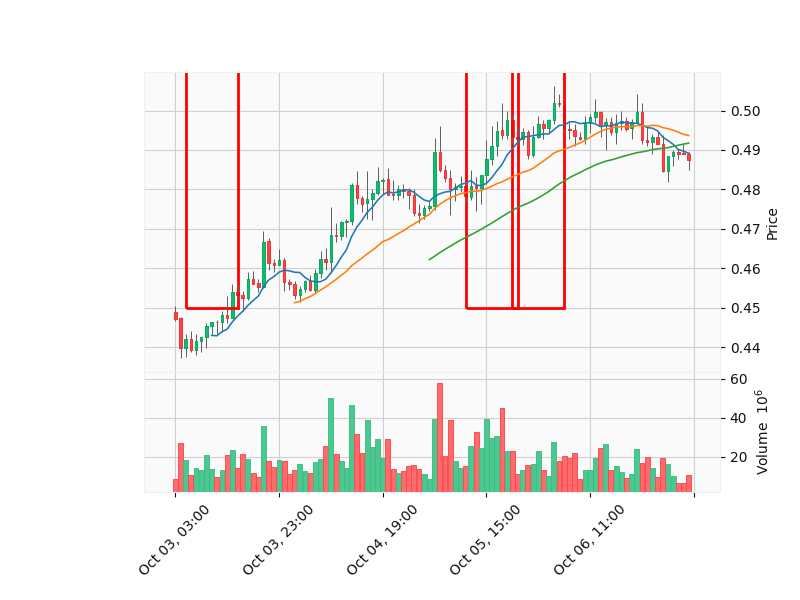 0.50
0.49
0.48
0.47
0.46
0.45
0.44
Price
60
40
20
Volume 10^6
Oct 03, 03:00
Oct 03, 23:00
Oct 04, 19:00
Oct 05, 15:00
Oct 06, 11:00